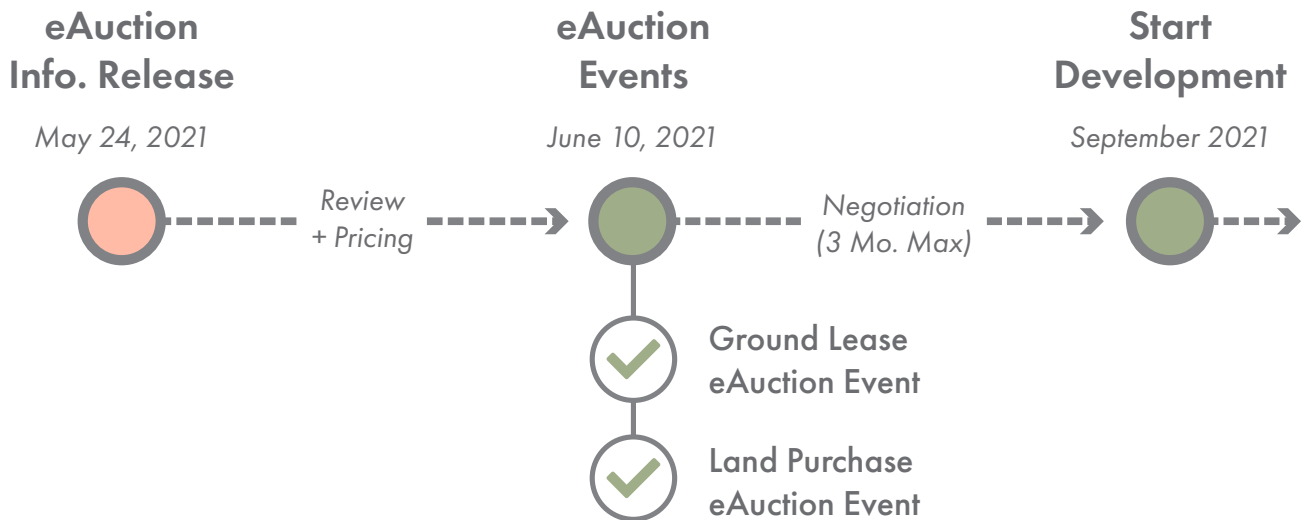 eAuction
Info. Release
May 24, 2021
Review
+ Pricing
eAuction
Events
June 10, 2021
Ground Lease
eAuction Event
Land Purchase
eAuction Event
Negotiation
(3 Mo. Max)
Start
Development
September 2021